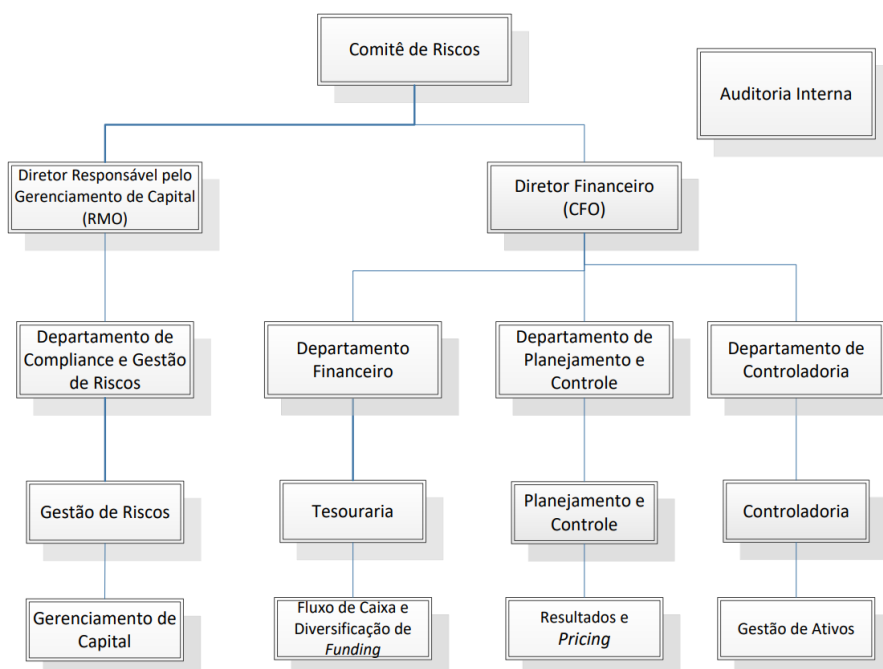 Comitê de Riscos
Auditoria Interna
Diretor Responsável pelo
Gerenciamento de Capital
(RMO)
Diretor Financeiro
(CFO)
Departamento de
Compliance e Gestão
de Riscos
Departamento
Financeiro
Departamento de
Planejamento e
Controle
Departamento de
Controladoria
Gestão de Riscos
Tesouraria
Planejamento e
Controle
Controladoria
Gerenciamento de
Capital
Fluxo de Caixa e
Diversificação de
Funding
Resultados e
Pricing
Gestão de Ativos